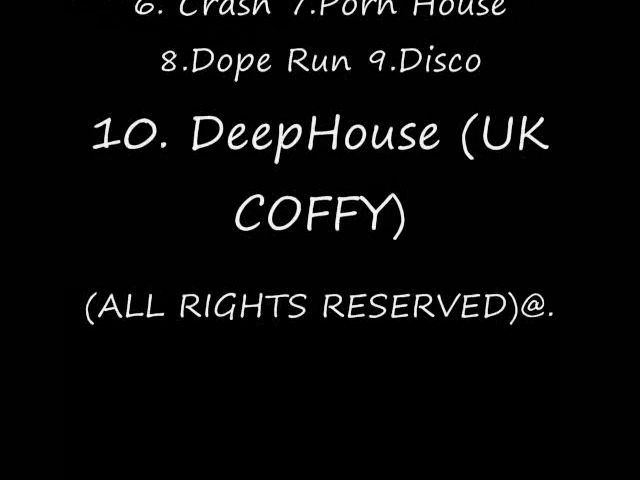 6. Crash 7.Porn House
8.Dope Run 9.Disco
10. DeepHouse (UK
COFFY)
(ALL RIGHTS RESERVED)@.